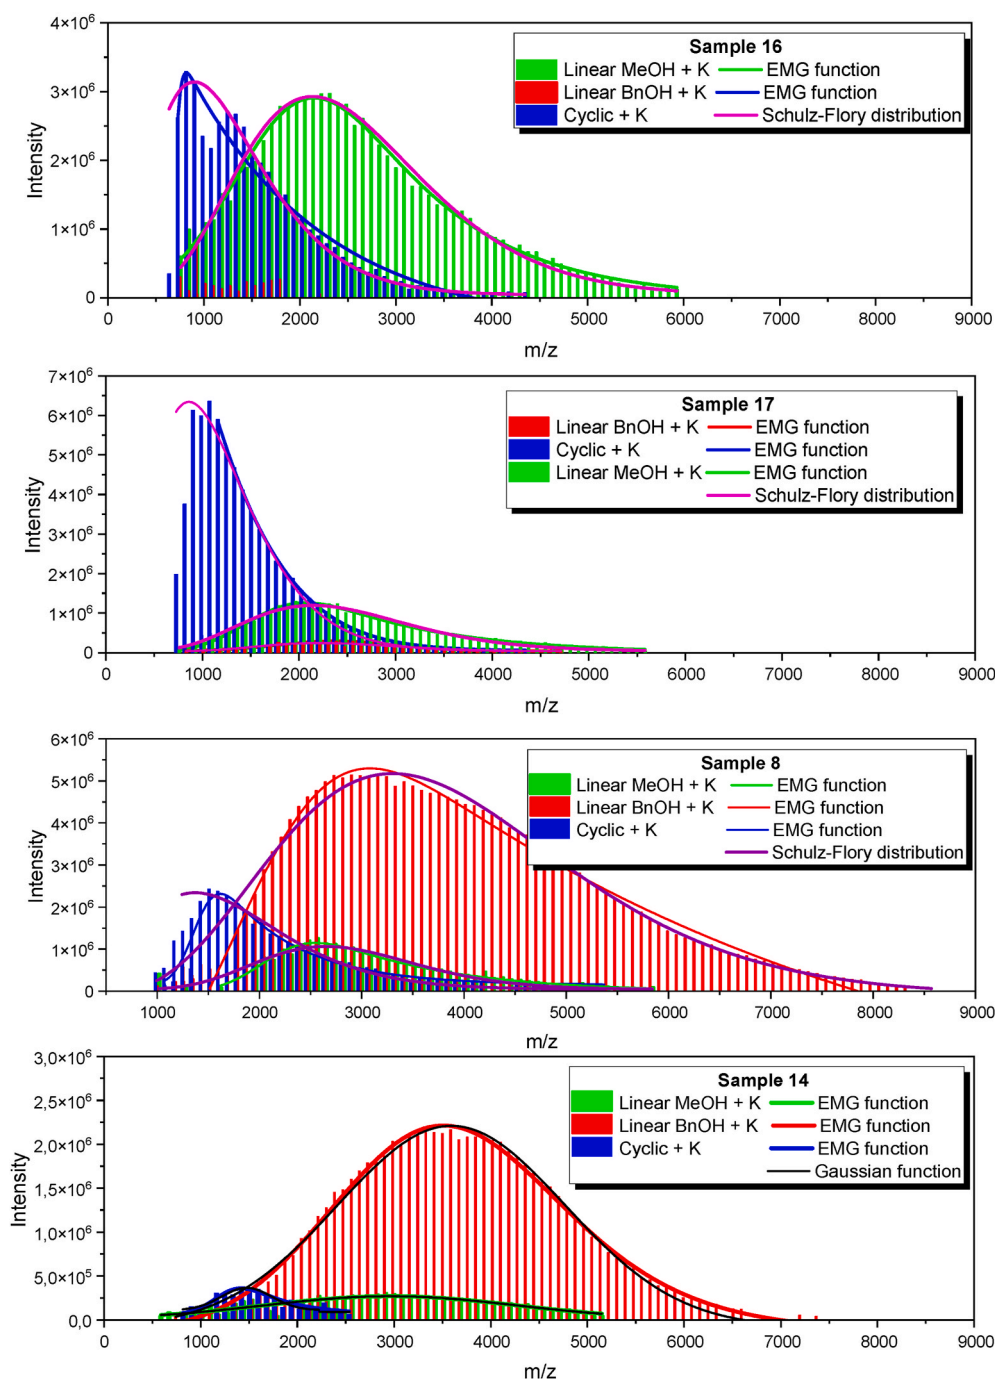 Sample 16
Linear MeOH + K EMG function
Linear BnOH + K EMG function
Cyclic + K Schulz-Flory distribution
4×10⁶
3×10⁶
2×10⁶
1×10⁶
0
Intensity
0 1000 2000 3000 4000 5000 6000 7000 8000 9000
m/z
Sample 17
Linear BnOH + K EMG function
Cyclic + K EMG function
Linear MeOH + K EMG function
Schulz-Flory distribution
7×10⁶
6×10⁶
5×10⁶
4×10⁶
3×10⁶
2×10⁶
1×10⁶
0
Intensity
0 1000 2000 3000 4000 5000 6000 7000 8000 9000
m/z
Sample 8
Linear MeOH + K EMG function
Linear BnOH + K EMG function
Cyclic + K EMG function
Schulz-Flory distribution
6×10⁶
5×10⁶
4×10⁶
3×10⁶
2×10⁶
1×10⁶
0
Intensity
1000 2000 3000 4000 5000 6000 7000 8000 9000
m/z
Sample 14
Linear MeOH + K EMG function
Linear BnOH + K EMG function
Cyclic + K EMG function
Gaussian function
3,0×10⁶
2,5×10⁶
2,0×10⁶
1,5×10⁶
1,0×10⁶
5,0×10⁵
0,0
Intensity
0 1000 2000 3000 4000 5000 6000 7000 8000 9000
m/z